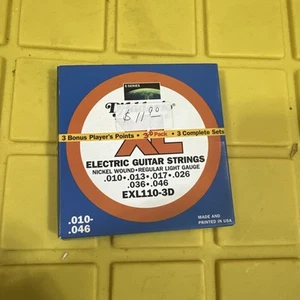 $11.00
3 Bonus Player's Points • 3-D Pack • 3 Complete Sets
XL
ELECTRIC GUITAR STRINGS
NICKEL WOUND • REGULAR LIGHT GAUGE
.010 • .013 • .017 • .026
.036 • .046
EXL110-3D
.010-
.046
MADE AND
PRINTED IN USA